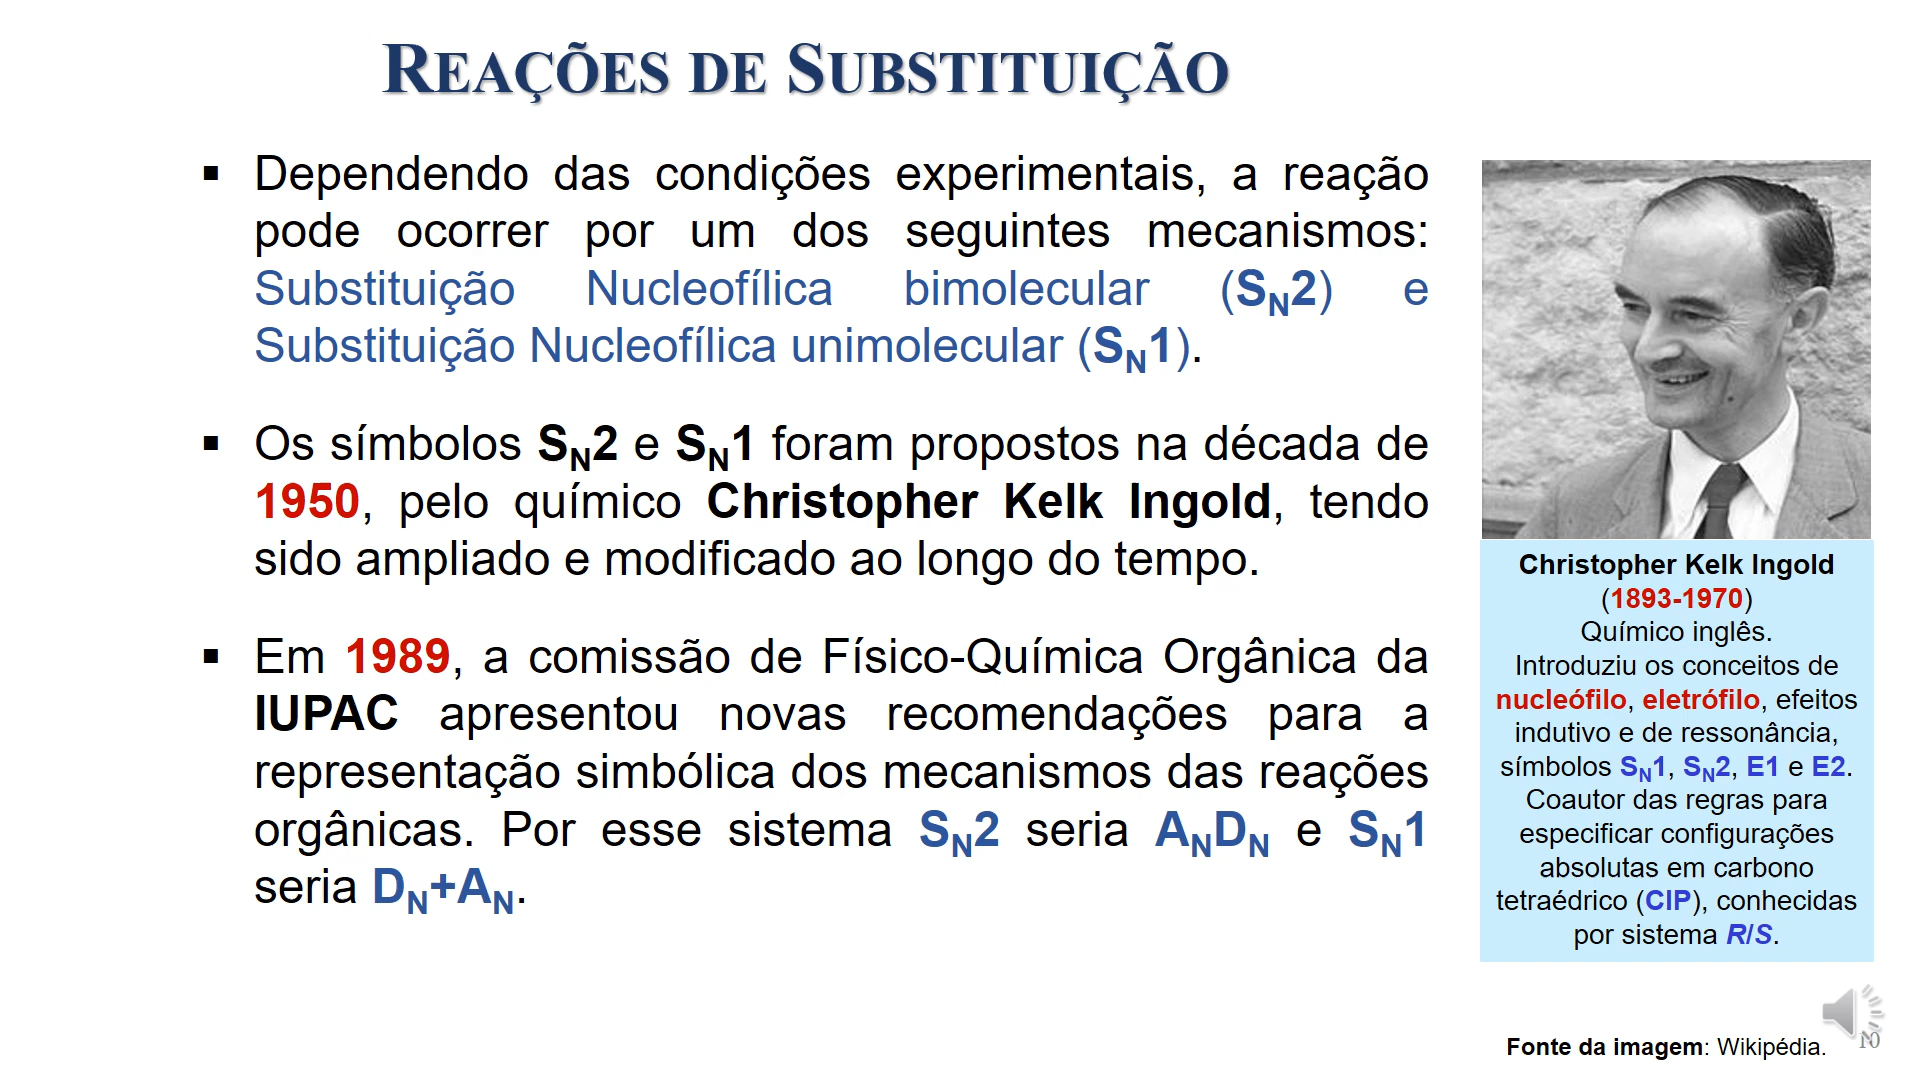 REAÇÕES DE SUBSTITUIÇÃO
▪ Dependendo das condições experimentais, a reação
pode ocorrer por um dos seguintes mecanismos:
Substituição Nucleofílica bimolecular (SN2) e
Substituição Nucleofílica unimolecular (SN1).
▪ Os símbolos SN2 e SN1 foram propostos na década de
1950, pelo químico Christopher Kelk Ingold, tendo
sido ampliado e modificado ao longo do tempo.
▪ Em 1989, a comissão de Físico-Química Orgânica da
IUPAC apresentou novas recomendações para a
representação simbólica dos mecanismos das reações
orgânicas. Por esse sistema SN2 seria ANDN e SN1
seria DN+AN.
Christopher Kelk Ingold
(1893-1970)
Químico inglês.
Introduziu os conceitos de
nucleófilo, eletrófilo, efeitos
indutivo e de ressonância,
símbolos SN1, SN2, E1 e E2.
Coautor das regras para
especificar configurações
absolutas em carbono
tetraédrico (CIP), conhecidas
por sistema R/S.
Fonte da imagem: Wikipédia.
10